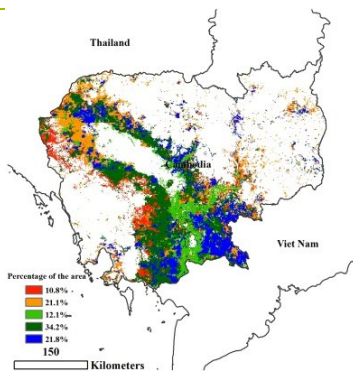 Thailand
Cambodia
Viet Nam
Percentage of the area
10.8%
21.1%
12.1%
34.2%
21.8%
150
Kilometers